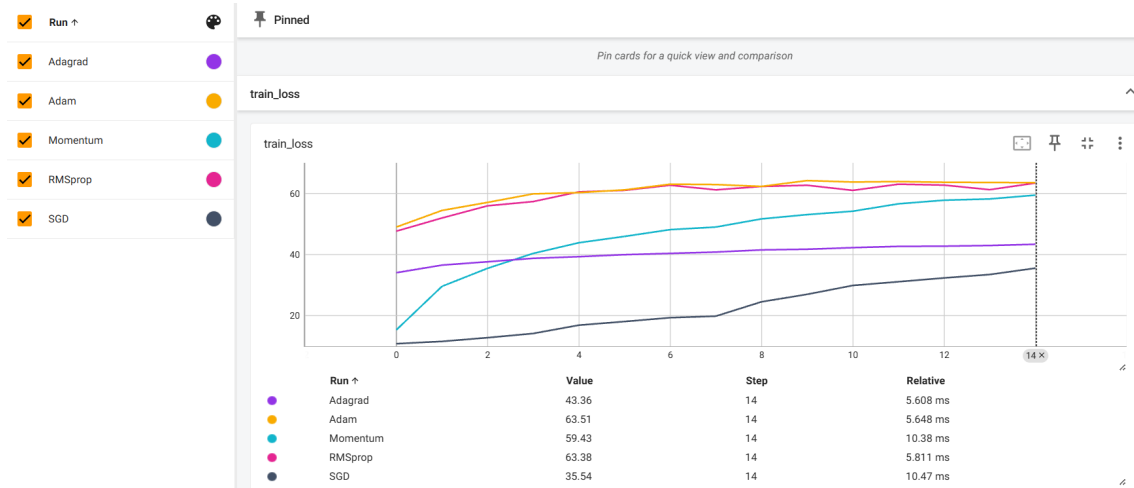 Run ↑
Adagrad
Adam
Momentum
RMSprop
SGD
Pinned
Pin cards for a quick view and comparison
train_loss
train_loss
60
40
20
0 2 4 6 8 10 12 14 ×
Run ↑ Value Step Relative
Adagrad 43.36 14 5.608 ms
Adam 63.51 14 5.648 ms
Momentum 59.43 14 10.38 ms
RMSprop 63.38 14 5.811 ms
SGD 35.54 14 10.47 ms